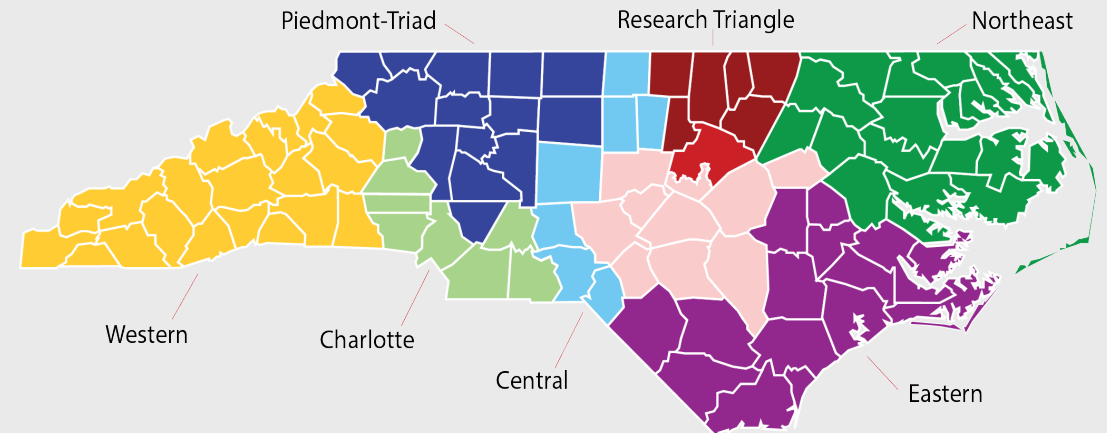 Piedmont-Triad
Research Triangle
Northeast
Western
Charlotte
Central
Eastern